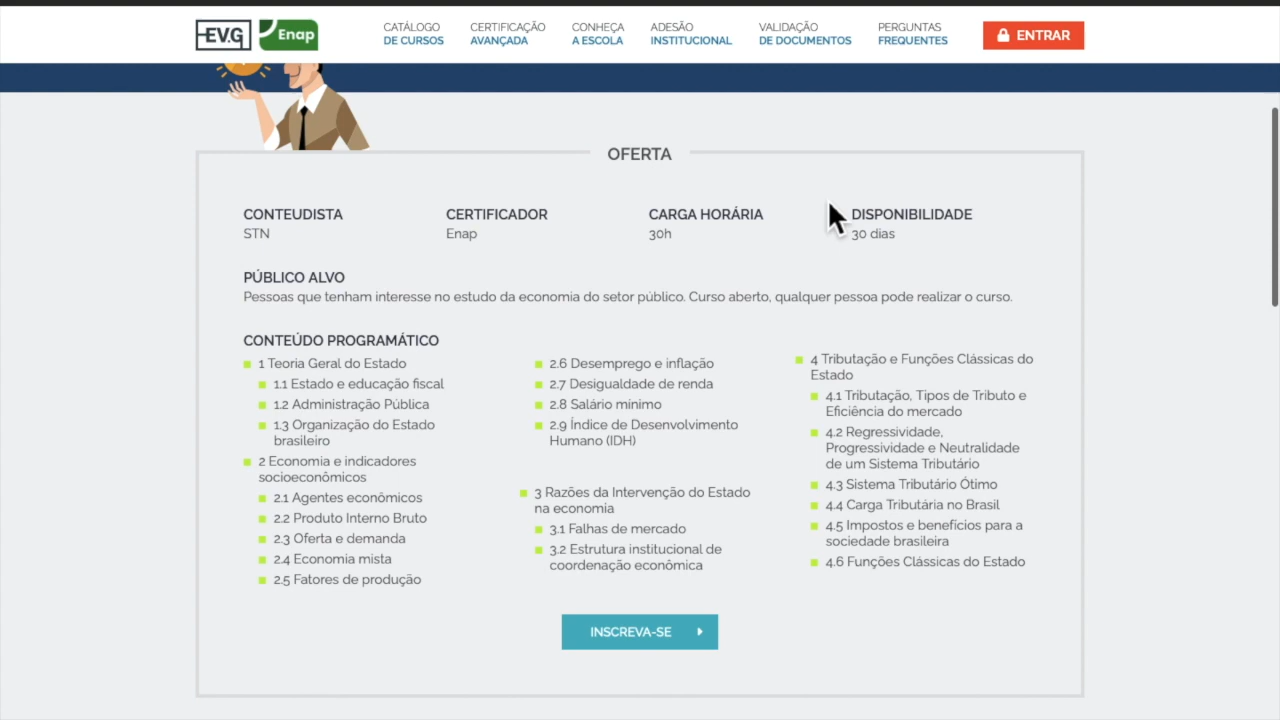 EV.G
Enap
CATÁLOGO
DE CURSOS
CERTIFICAÇÃO
AVANÇADA
CONHEÇA
A ESCOLA
ADESÃO
INSTITUCIONAL
VALIDAÇÃO
DE DOCUMENTOS
PERGUNTAS
FREQUENTES
ENTRAR
OFERTA
CONTEUDISTA
STN
CERTIFICADOR
Enap
CARGA HORÁRIA
30h
DISPONIBILIDADE
30 dias
PÚBLICO ALVO
Pessoas que tenham interesse no estudo da economia do setor público. Curso aberto, qualquer pessoa pode realizar o curso.
CONTEÚDO PROGRAMÁTICO
1 Teoria Geral do Estado
1.1 Estado e educação fiscal
1.2 Administração Pública
1.3 Organização do Estado
brasileiro
2 Economia e indicadores
socioeconômicos
2.1 Agentes econômicos
2.2 Produto Interno Bruto
2.3 Oferta e demanda
2.4 Economia mista
2.5 Fatores de produção
2.6 Desemprego e inflação
2.7 Desigualdade de renda
2.8 Salário mínimo
2.9 Índice de Desenvolvimento
Humano (IDH)
3 Razões da Intervenção do Estado
na economia
3.1 Falhas de mercado
3.2 Estrutura institucional de
coordenação econômica
4 Tributação e Funções Clássicas do
Estado
4.1 Tributação, Tipos de Tributo e
Eficiência do mercado
4.2 Regressividade,
Progressividade e Neutralidade
de um Sistema Tributário
4.3 Sistema Tributário Ótimo
4.4 Carga Tributária no Brasil
4.5 Impostos e benefícios para a
sociedade brasileira
4.6 Funções Clássicas do Estado
INSCREVA-SE